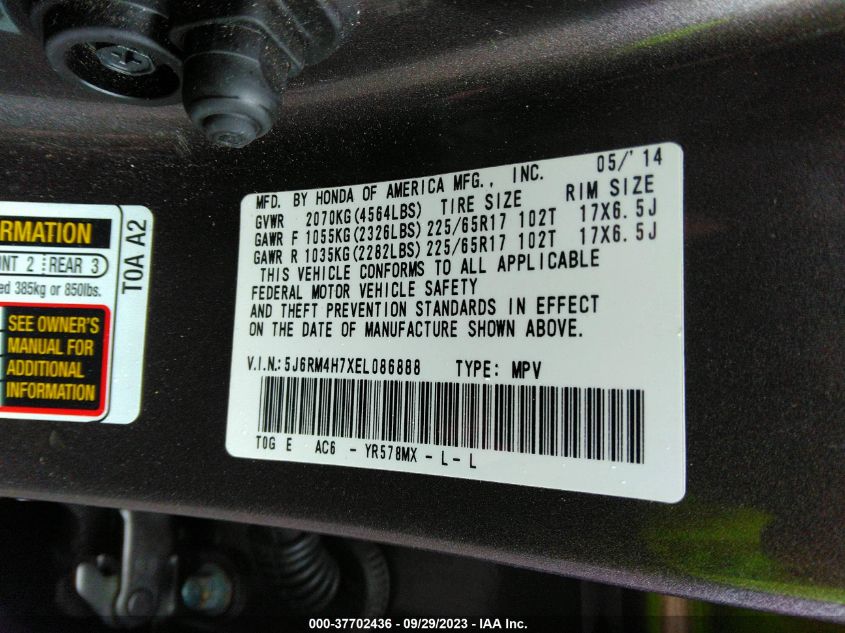 MFD. BY HONDA OF AMERICA MFG., INC. 05/'14
GVWR 2070KG(4564LBS) TIRE SIZE RIM SIZE
GAWR F 1055KG(2326LBS) 225/65R17 102T 17X6.5J
GAWR R 1035KG(2282LBS) 225/65R17 102T 17X6.5J
THIS VEHICLE CONFORMS TO ALL APPLICABLE
FEDERAL MOTOR VEHICLE SAFETY
AND THEFT PREVENTION STANDARDS IN EFFECT
ON THE DATE OF MANUFACTURE SHOWN ABOVE.
V.I.N.: 5J6RM4H7XEL086888 TYPE: MPV
TOG E AC6 - YR578MX - L - L
RMATION
NT 2 REAR 3
ed 385kg or 850lbs.
SEE OWNER'S
MANUAL FOR
ADDITIONAL
INFORMATION
T0A A2
000-37702436 - 09/29/2023 - IAA Inc.